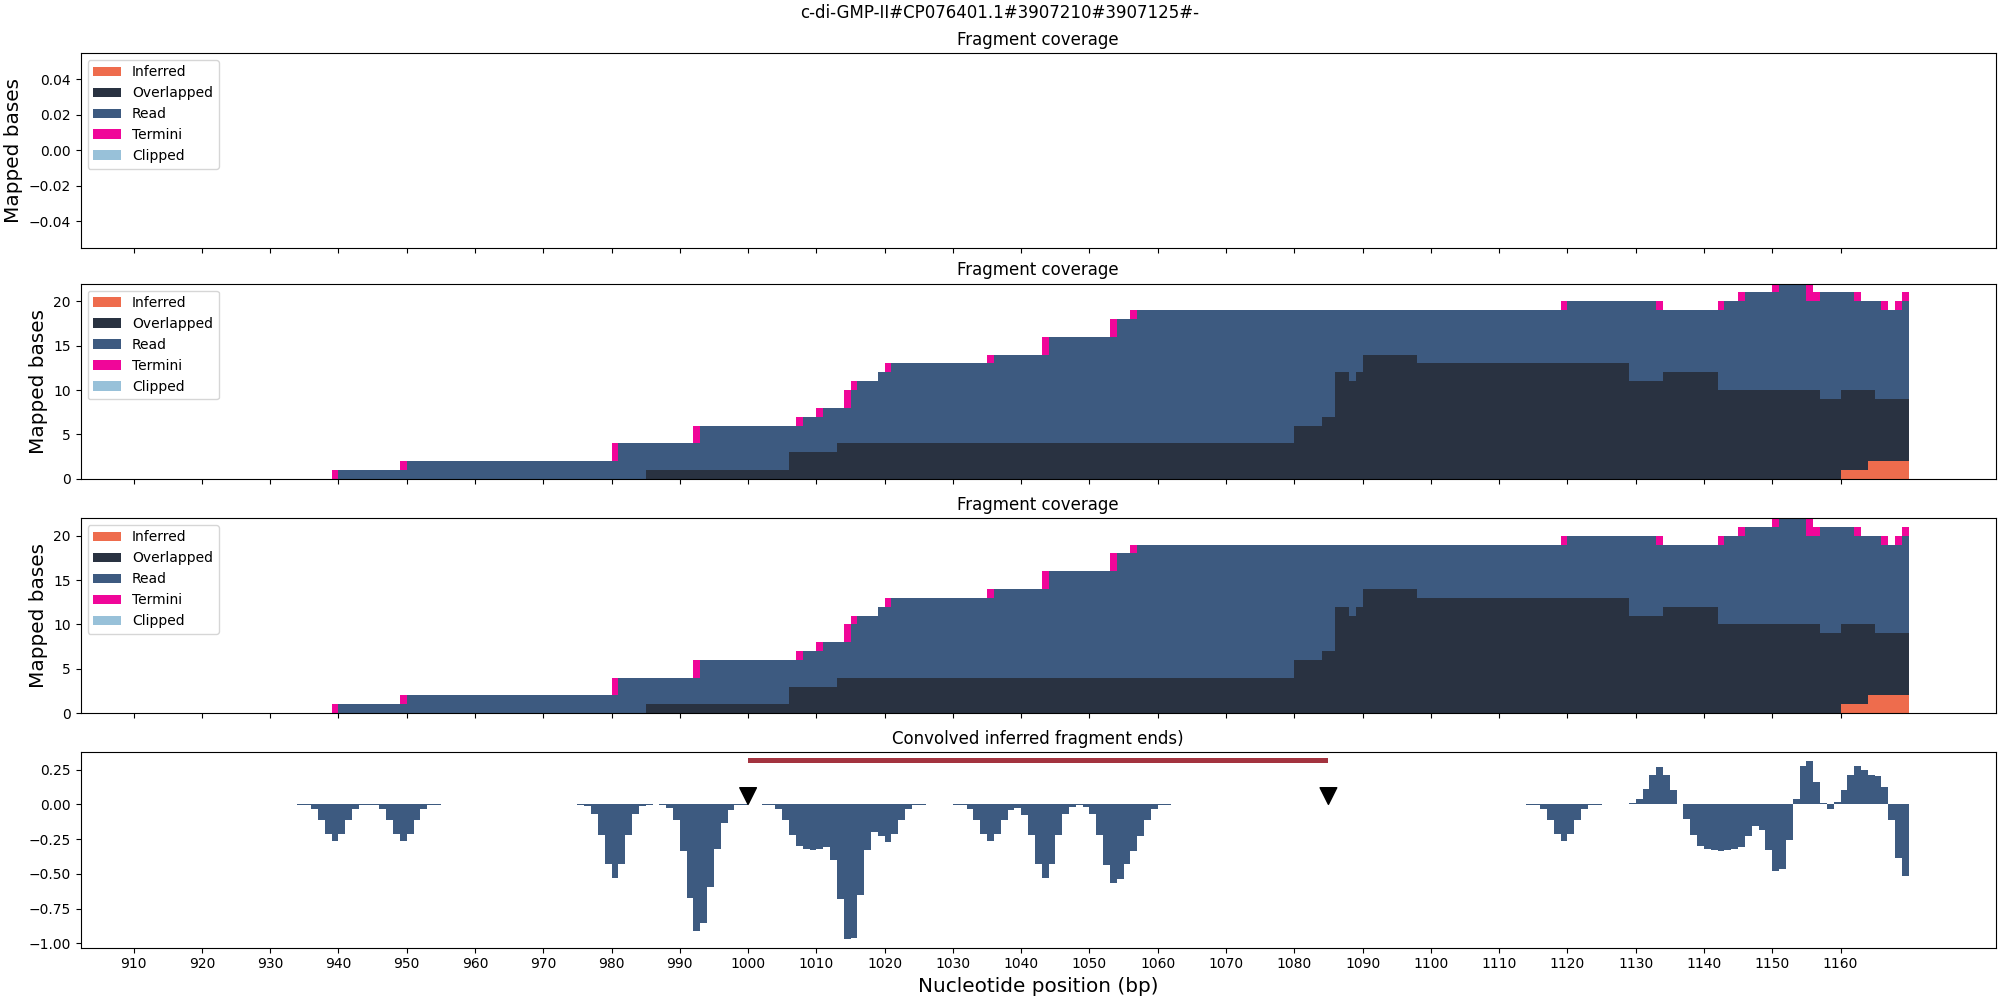 c-di-GMP-II#CP076401.1#3907210#3907125#-
Fragment coverage
Mapped bases
0.04
0.02
0.00
−0.02
−0.04
Inferred
Overlapped
Read
Termini
Clipped
Fragment coverage
Mapped bases
20
15
10
5
0
Inferred
Overlapped
Read
Termini
Clipped
Fragment coverage
Mapped bases
20
15
10
5
0
Inferred
Overlapped
Read
Termini
Clipped
Convolved inferred fragment ends)
0.25
0.00
−0.25
−0.50
−0.75
−1.00
910 920 930 940 950 960 970 980 990 1000 1010 1020 1030 1040 1050 1060 1070 1080 1090 1100 1110 1120 1130 1140 1150 1160
Nucleotide position (bp)